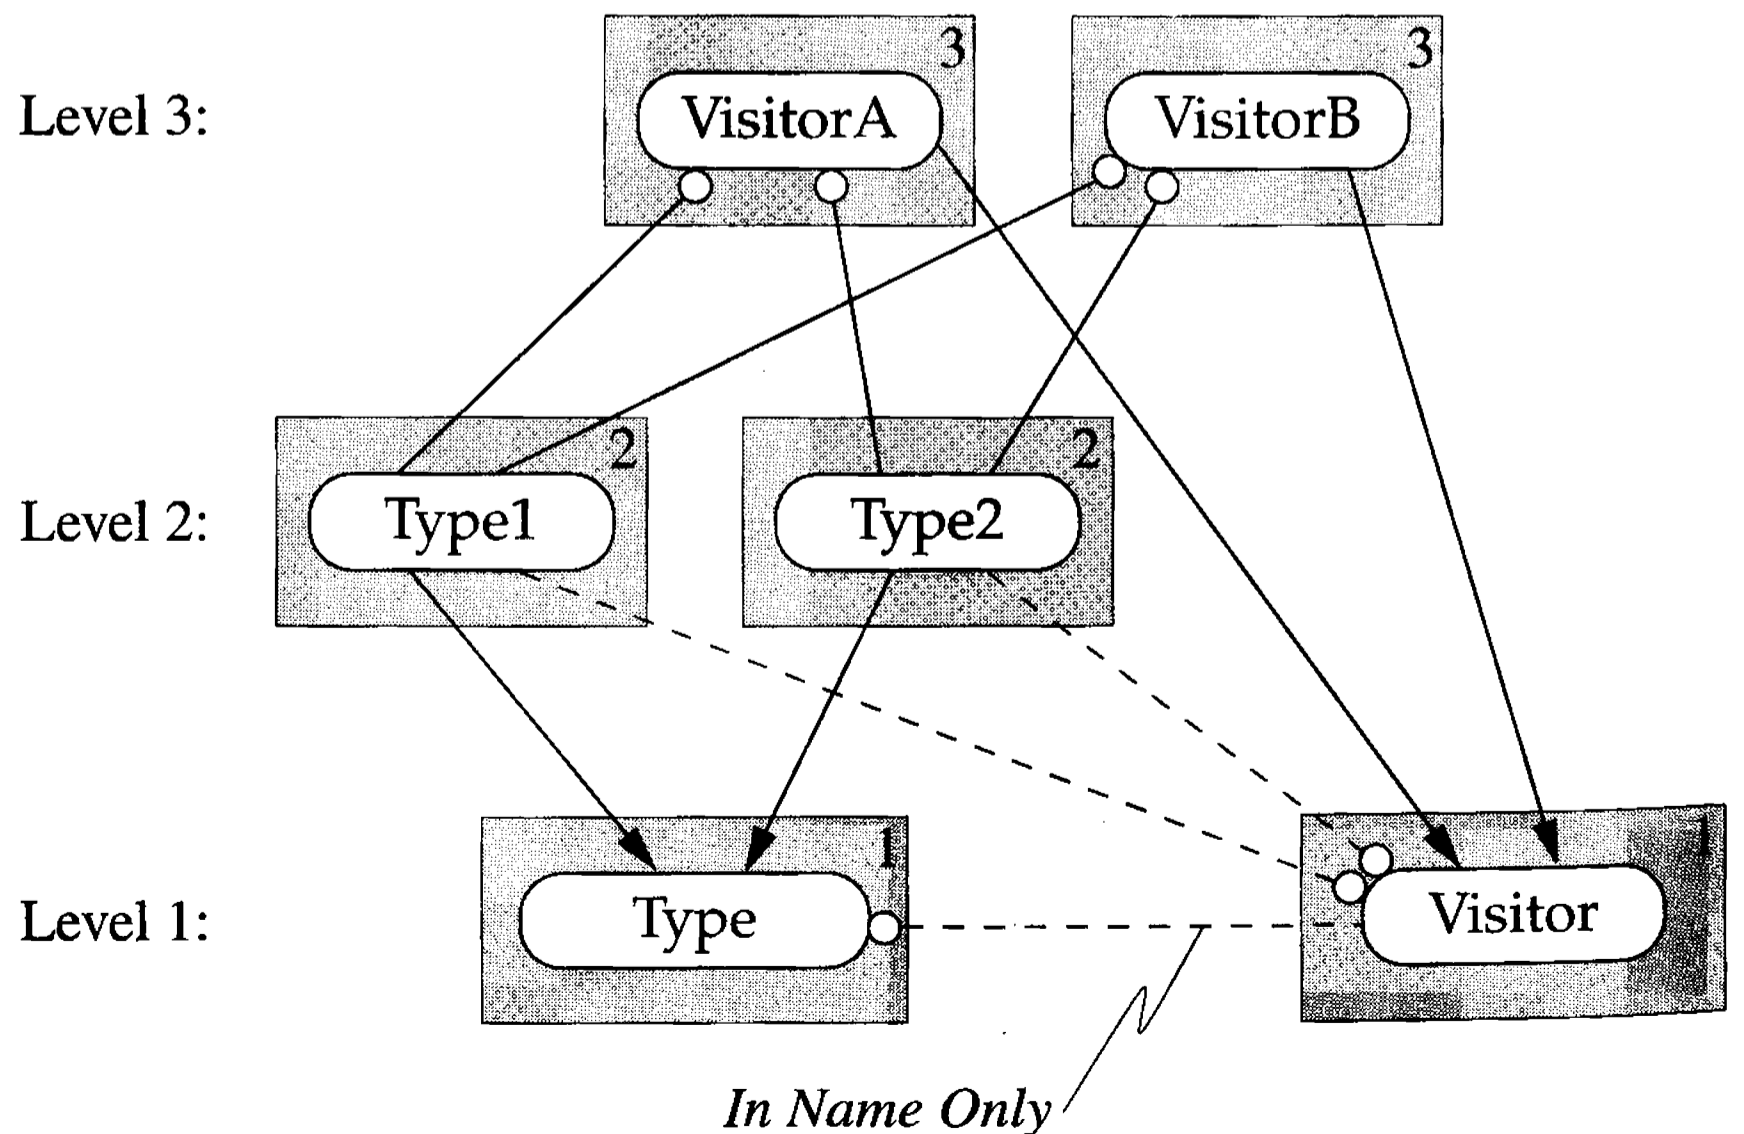 3 3
Level 3: VisitorA VisitorB
2 2
Level 2: Type1 Type2
1 1
Level 1: Type Visitor
In Name Only